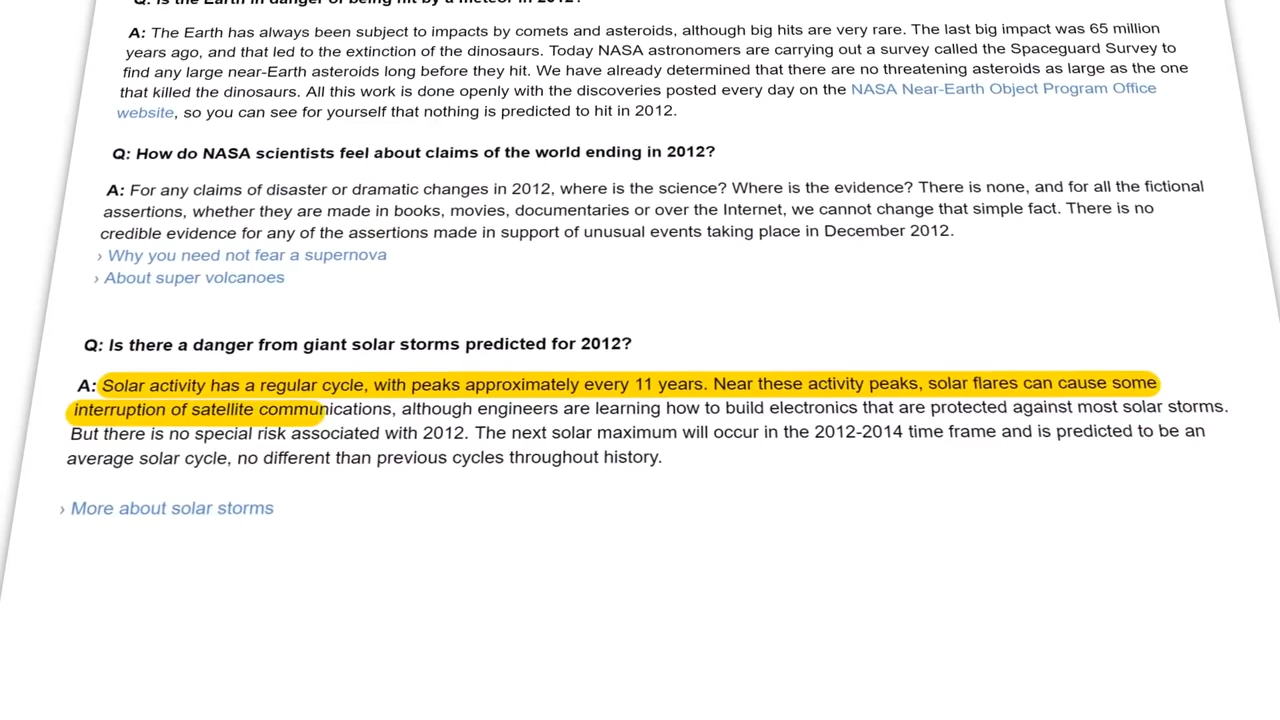 Q: Is the Earth in danger of being hit by a meteor in 2012?
A: The Earth has always been subject to impacts by comets and asteroids, although big hits are very rare. The last big impact was 65 million
years ago, and that led to the extinction of the dinosaurs. Today NASA astronomers are carrying out a survey called the Spaceguard Survey to
find any large near-Earth asteroids long before they hit. We have already determined that there are no threatening asteroids as large as the one
that killed the dinosaurs. All this work is done openly with the discoveries posted every day on the NASA Near-Earth Object Program Office
website, so you can see for yourself that nothing is predicted to hit in 2012.
Q: How do NASA scientists feel about claims of the world ending in 2012?
A: For any claims of disaster or dramatic changes in 2012, where is the science? Where is the evidence? There is none, and for all the fictional
assertions, whether they are made in books, movies, documentaries or over the Internet, we cannot change that simple fact. There is no
credible evidence for any of the assertions made in support of unusual events taking place in December 2012.
› Why you need not fear a supernova
› About super volcanoes
Q: Is there a danger from giant solar storms predicted for 2012?
A: Solar activity has a regular cycle, with peaks approximately every 11 years. Near these activity peaks, solar flares can cause some
interruption of satellite communications, although engineers are learning how to build electronics that are protected against most solar storms.
But there is no special risk associated with 2012. The next solar maximum will occur in the 2012-2014 time frame and is predicted to be an
average solar cycle, no different than previous cycles throughout history.
› More about solar storms